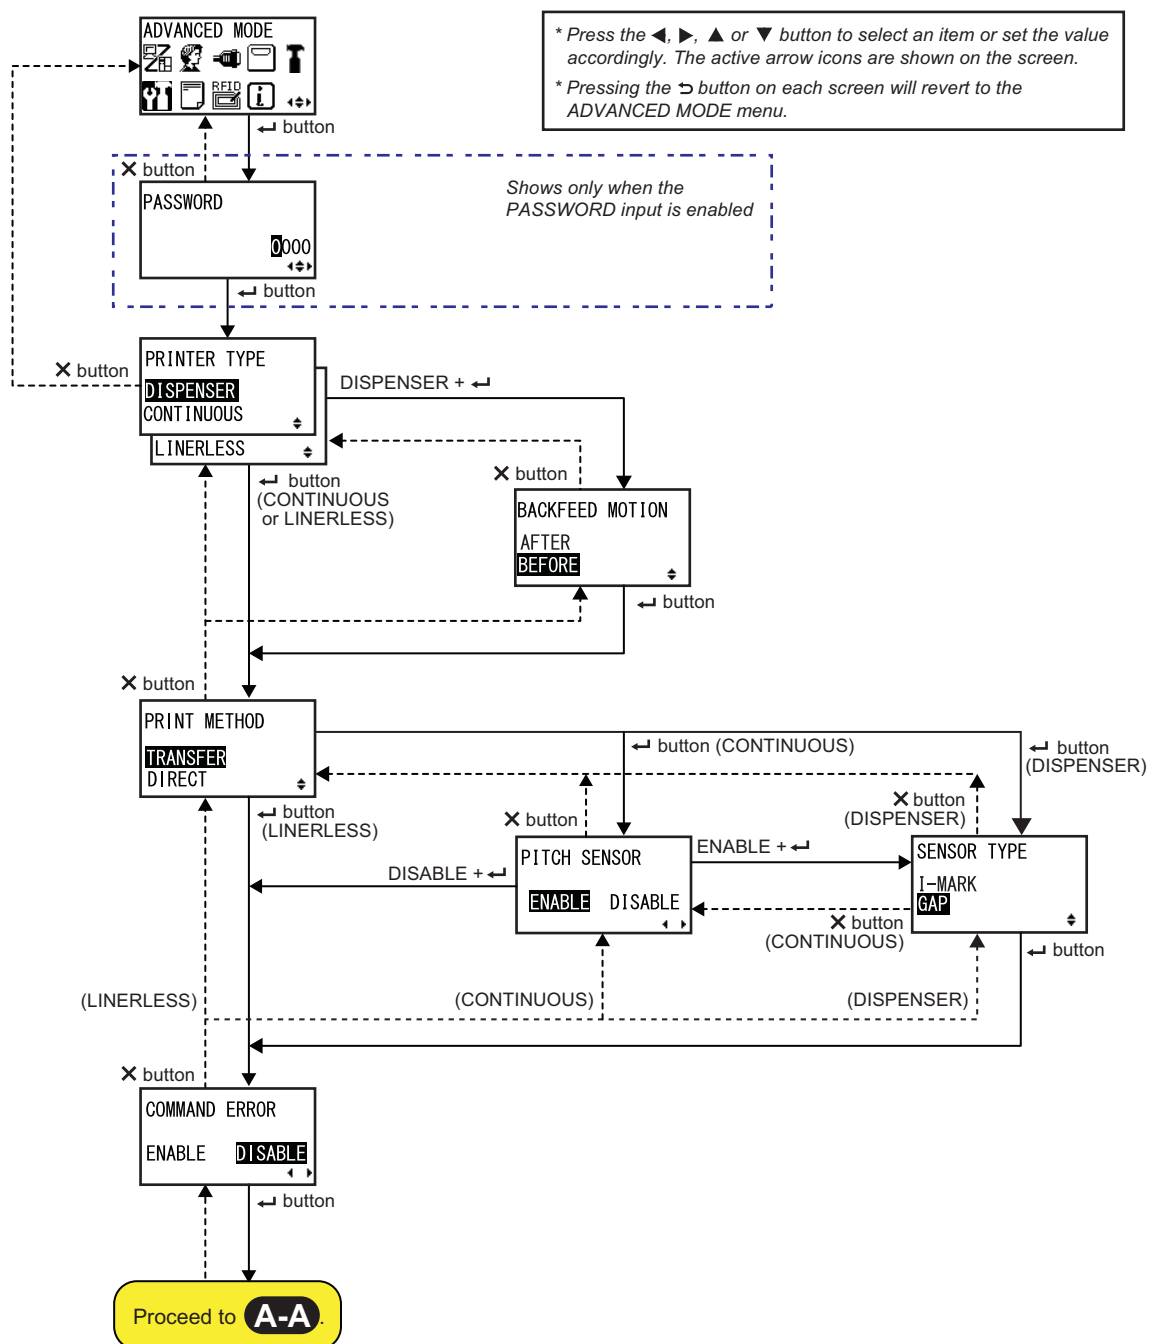 ADVANCED MODE
RFID
* Press the ◀, ▶, ▲ or ▼ button to select an item or set the value
accordingly. The active arrow icons are shown on the screen.
* Pressing the ⮌ button on each screen will revert to the
ADVANCED MODE menu.
↵ button
✕ button
PASSWORD
0000
Shows only when the
PASSWORD input is enabled
↵ button
PRINTER TYPE
DISPENSER
CONTINUOUS
LINERLESS
✕ button
DISPENSER + ↵
↵ button
(CONTINUOUS
or LINERLESS)
✕ button
BACKFEED MOTION
AFTER
BEFORE
↵ button
✕ button
PRINT METHOD
TRANSFER
DIRECT
↵ button (CONTINUOUS)
↵ button
(DISPENSER)
↵ button
(LINERLESS)
✕ button
✕ button
(DISPENSER)
DISABLE + ↵
PITCH SENSOR
ENABLE DISABLE
ENABLE + ↵
SENSOR TYPE
I-MARK
GAP
✕ button
(CONTINUOUS)
↵ button
(LINERLESS)
(CONTINUOUS)
(DISPENSER)
✕ button
COMMAND ERROR
ENABLE DISABLE
↵ button
Proceed to A-A.